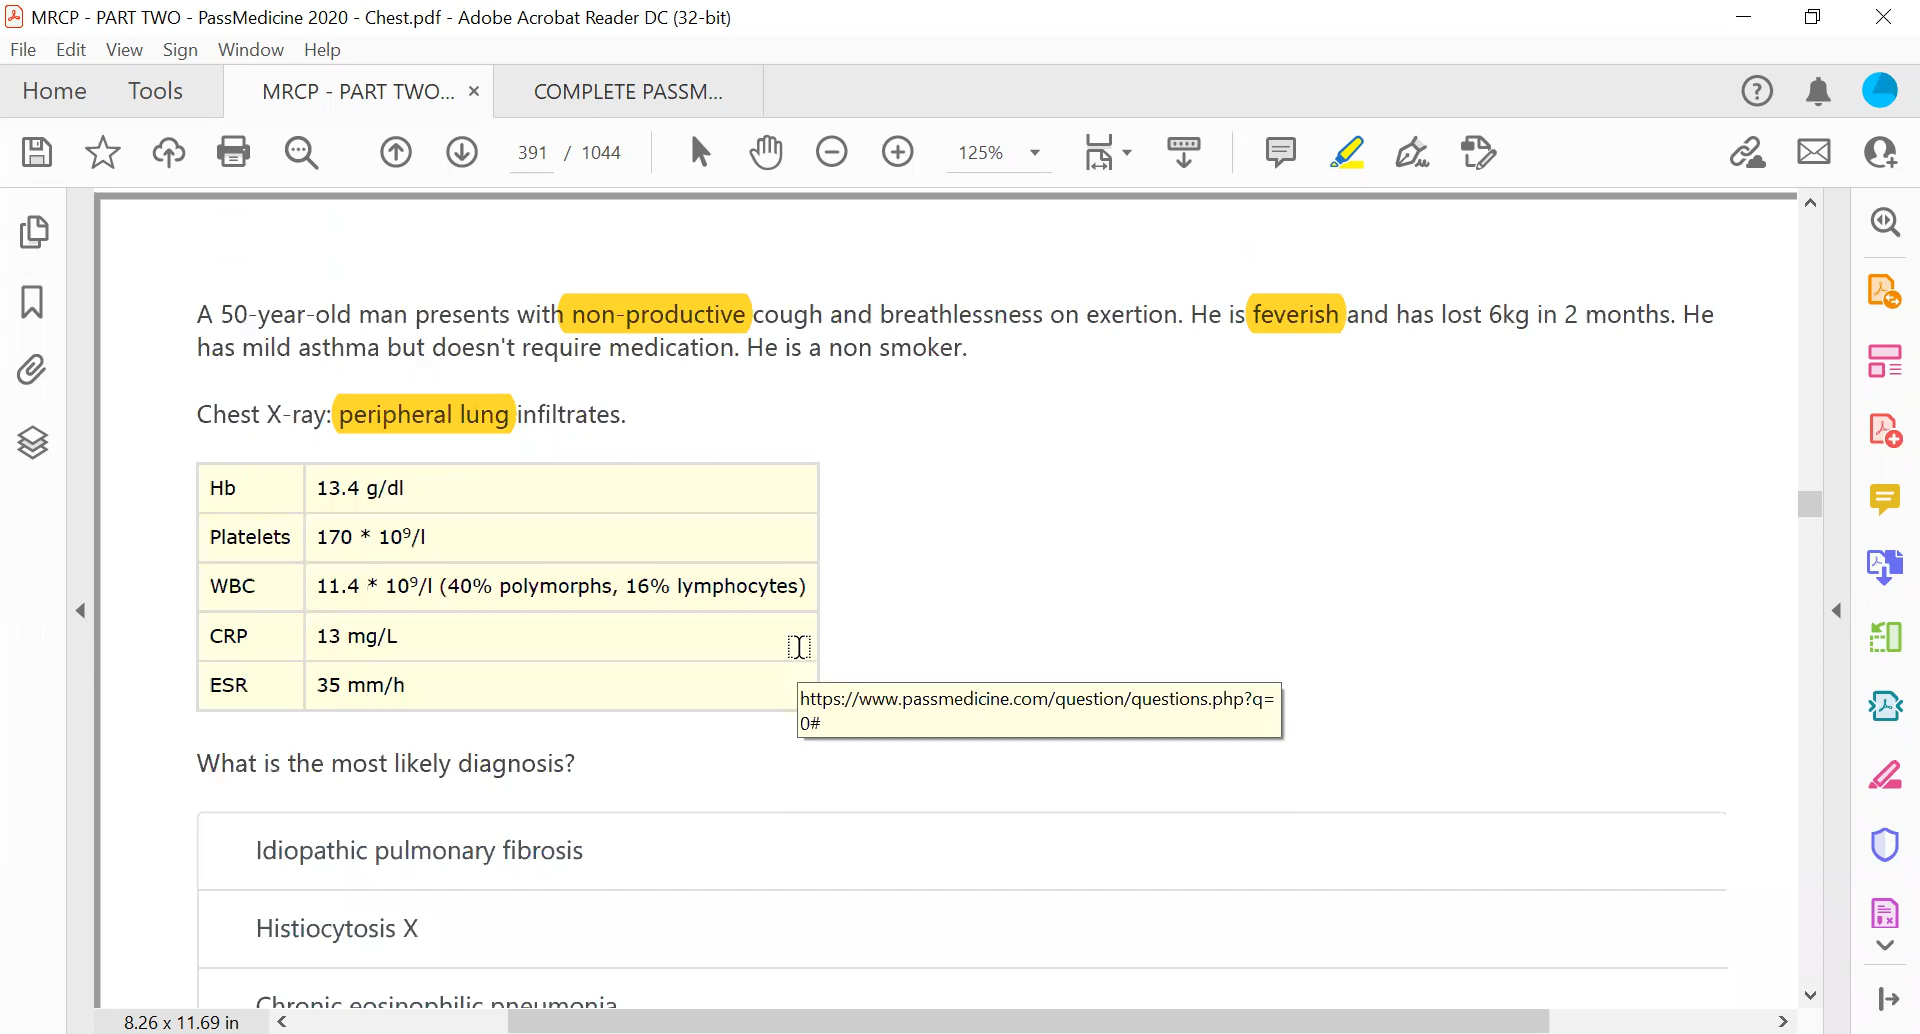 MRCP - PART TWO - PassMedicine 2020 - Chest.pdf - Adobe Acrobat Reader DC (32-bit)
File Edit View Sign Window Help
Home Tools MRCP - PART TWO... × COMPLETE PASSM...
391 / 1044 125%
A 50-year-old man presents with non-productive cough and breathlessness on exertion. He is feverish and has lost 6kg in 2 months. He
has mild asthma but doesn't require medication. He is a non smoker.
Chest X-ray: peripheral lung infiltrates.
Hb 13.4 g/dl
Platelets 170 * 10⁹/l
WBC 11.4 * 10⁹/l (40% polymorphs, 16% lymphocytes)
CRP 13 mg/L
ESR 35 mm/h
https://www.passmedicine.com/question/questions.php?q=
0#
What is the most likely diagnosis?
Idiopathic pulmonary fibrosis
Histiocytosis X
Chronic eosinophilic pneumonia
8.26 x 11.69 in